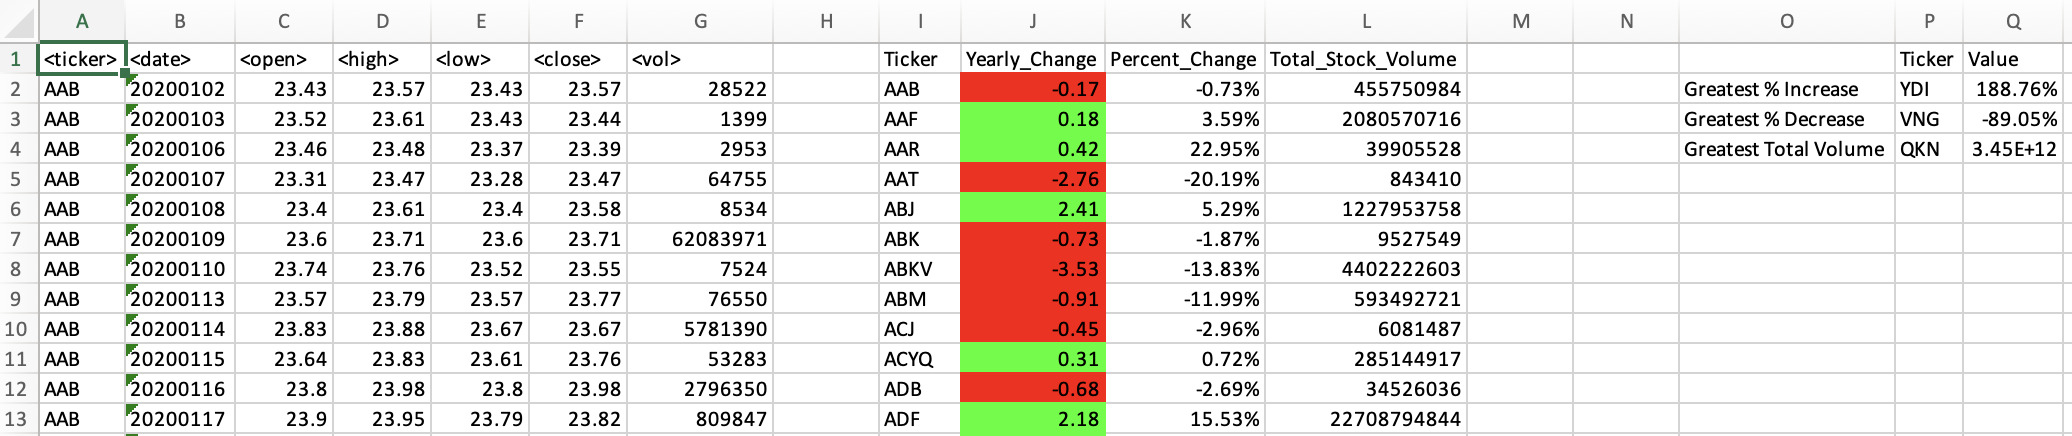 A B C D E F G H I J K L M N O P Q
1 <ticker> <date> <open> <high> <low> <close> <vol> Ticker Yearly_Change Percent_Change Total_Stock_Volume Ticker Value
2 AAB 20200102 23.43 23.57 23.43 23.57 28522 AAB -0.17 -0.73% 455750984 Greatest % Increase YDI 188.76%
3 AAB 20200103 23.52 23.61 23.43 23.44 1399 AAF 0.18 3.59% 2080570716 Greatest % Decrease VNG -89.05%
4 AAB 20200106 23.46 23.48 23.37 23.39 2953 AAR 0.42 22.95% 39905528 Greatest Total Volume QKN 3.45E+12
5 AAB 20200107 23.31 23.47 23.28 23.47 64755 AAT -2.76 -20.19% 843410
6 AAB 20200108 23.4 23.61 23.4 23.58 8534 ABJ 2.41 5.29% 1227953758
7 AAB 20200109 23.6 23.71 23.6 23.71 62083971 ABK -0.73 -1.87% 9527549
8 AAB 20200110 23.74 23.76 23.52 23.55 7524 ABKV -3.53 -13.83% 4402222603
9 AAB 20200113 23.57 23.79 23.57 23.77 76550 ABM -0.91 -11.99% 593492721
10 AAB 20200114 23.83 23.88 23.67 23.67 5781390 ACJ -0.45 -2.96% 6081487
11 AAB 20200115 23.64 23.83 23.61 23.76 53283 ACYQ 0.31 0.72% 285144917
12 AAB 20200116 23.8 23.98 23.8 23.98 2796350 ADB -0.68 -2.69% 34526036
13 AAB 20200117 23.9 23.95 23.79 23.82 809847 ADF 2.18 15.53% 22708794844